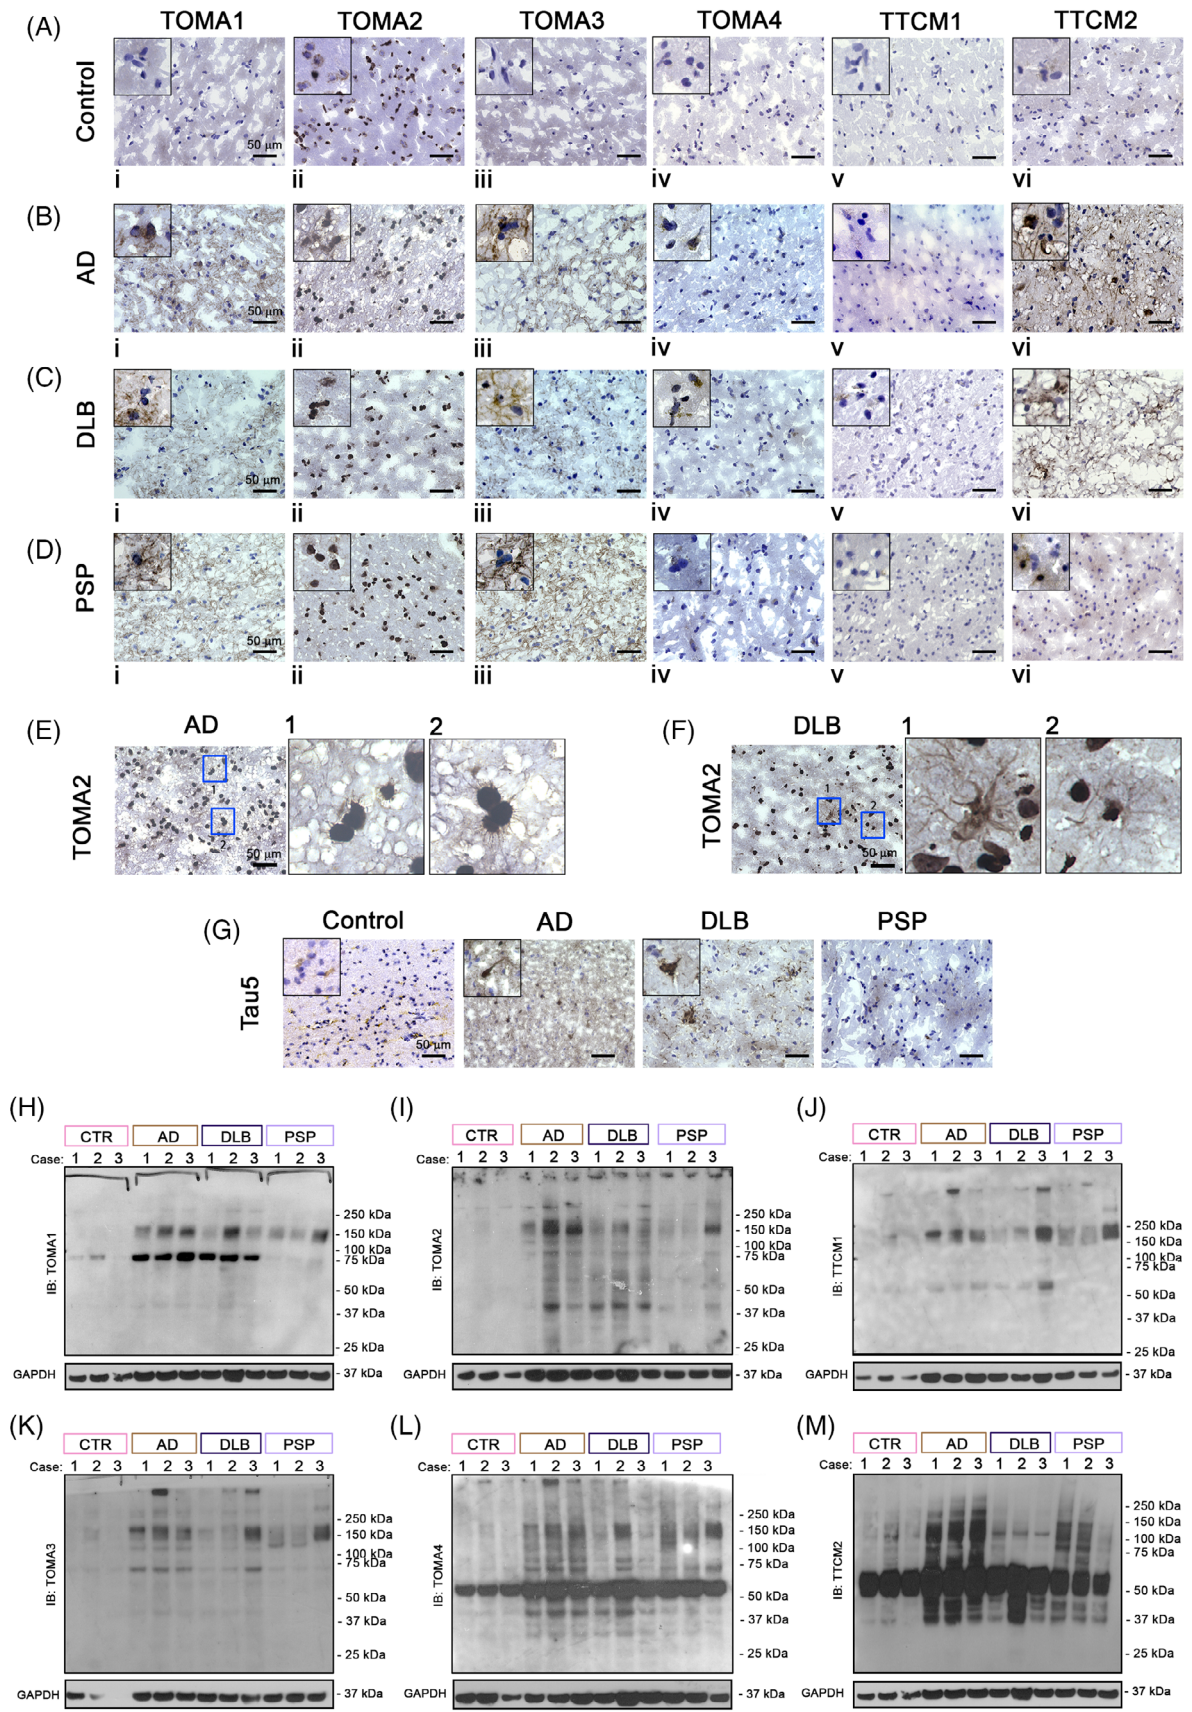 (A) TOMA1 TOMA2 TOMA3 TOMA4 TTCM1 TTCM2
Control
50 μm
i ii iii iv v vi
(B)
AD
50 μm
i ii iii iv v vi
(C)
DLB
50 μm
i ii iii iv v vi
(D)
PSP
50 μm
i ii iii iv v vi
(E) AD 1 2
TOMA2
1
2
50 μm
(F) DLB 1 2
TOMA2
1
2
50 μm
(G) Control AD DLB PSP
Tau5
50 μm
(H)
CTR AD DLB PSP
Case: 1 2 3 1 2 3 1 2 3 1 2 3
IB: TOMA1
- 250 kDa
- 150 kDa
- 100 kDa
- 75 kDa
- 50 kDa
- 37 kDa
- 25 kDa
GAPDH - 37 kDa
(I)
CTR AD DLB PSP
Case: 1 2 3 1 2 3 1 2 3 1 2 3
IB: TOMA2
- 250 kDa
- 150 kDa
- 100 kDa
- 75 kDa
- 50 kDa
- 37 kDa
- 25 kDa
GAPDH - 37 kDa
(J)
CTR AD DLB PSP
Case: 1 2 3 1 2 3 1 2 3 1 2 3
IB: TTCM1
- 250 kDa
- 150 kDa
- 100 kDa
- 75 kDa
- 50 kDa
- 37 kDa
- 25 kDa
GAPDH - 37 kDa
(K)
CTR AD DLB PSP
Case: 1 2 3 1 2 3 1 2 3 1 2 3
IB: TOMA3
- 250 kDa
- 150 kDa
- 100 kDa
- 75 kDa
- 50 kDa
- 37 kDa
- 25 kDa
GAPDH - 37 kDa
(L)
CTR AD DLB PSP
Case: 1 2 3 1 2 3 1 2 3 1 2 3
IB: TOMA4
- 250 kDa
- 150 kDa
- 100 kDa
- 75 kDa
- 50 kDa
- 37 kDa
- 25 kDa
GAPDH - 37 kDa
(M)
CTR AD DLB PSP
Case: 1 2 3 1 2 3 1 2 3 1 2 3
IB: TTCM2
- 250 kDa
- 150 kDa
- 100 kDa
- 75 kDa
- 50 kDa
- 37 kDa
- 25 kDa
GAPDH - 37 kDa